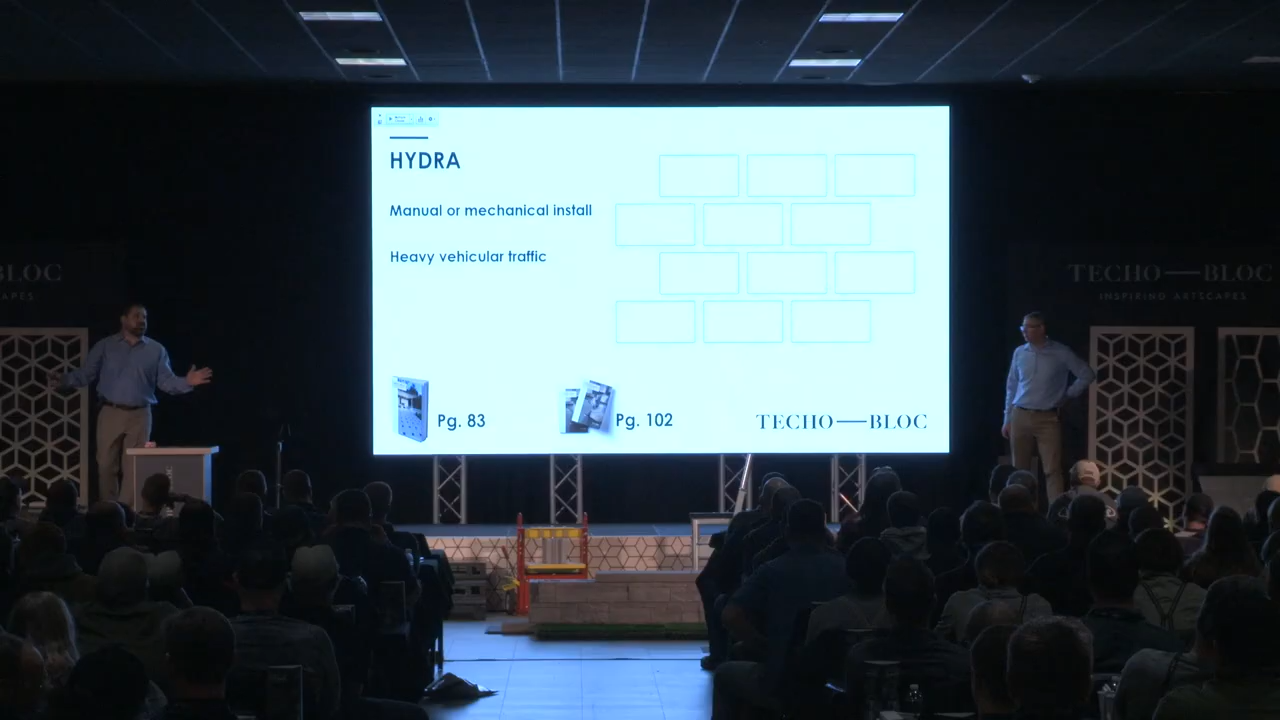 HYDRA
Manual or mechanical install
Heavy vehicular traffic
Pg. 83
Pg. 102
TECHO—BLOC
BLOC
APES
TECHO—BLOC
INSPIRING ARTSCAPES